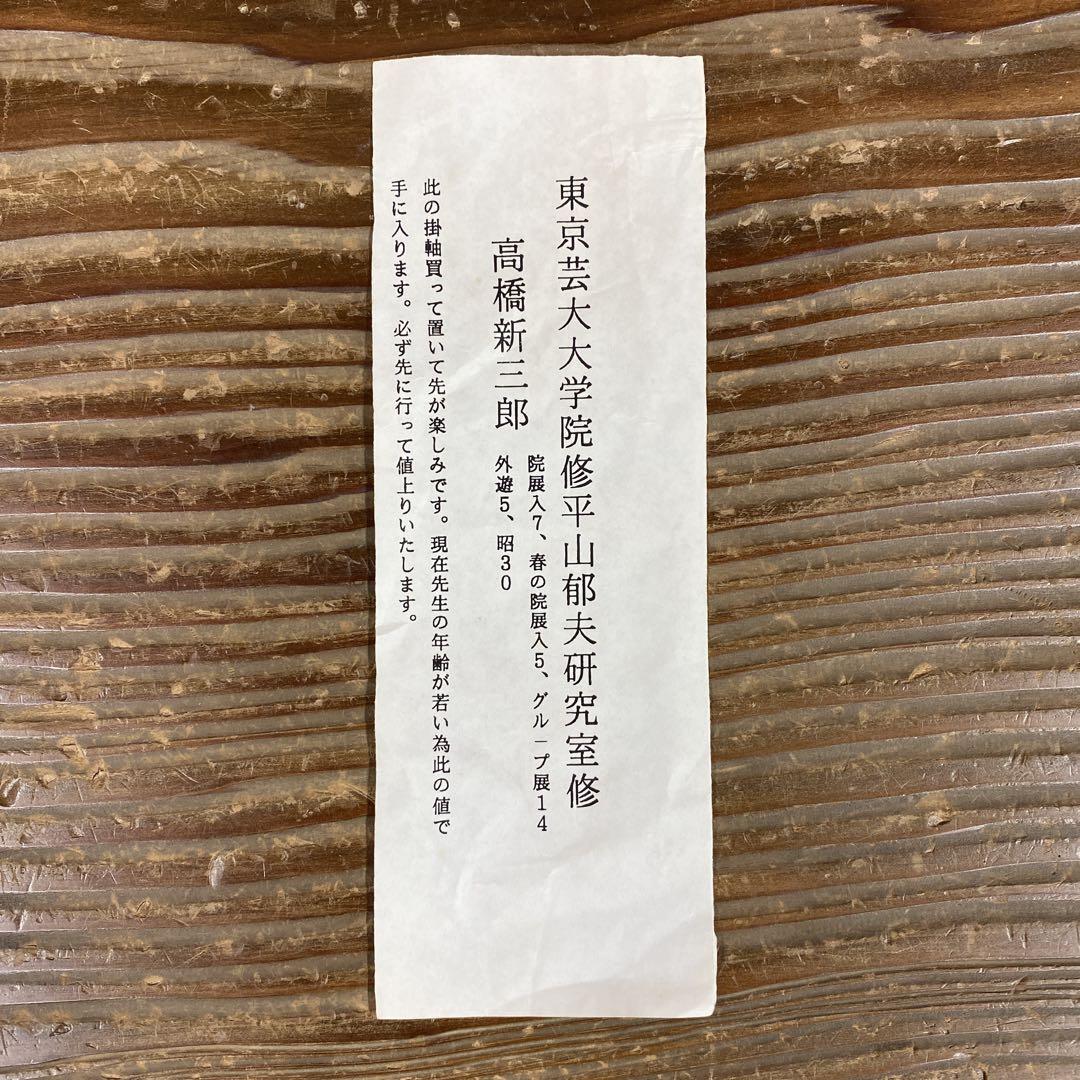 東京芸大大学院修平山郁夫研究室修
高橋新三郎
院展入7、春の院展入5、グループ展14
外遊5、昭30
此の掛軸買って置いて先が楽しみです。現在先生の年齢が若い為此の値で
手に入ります。必ず先に行って値上りいたします。